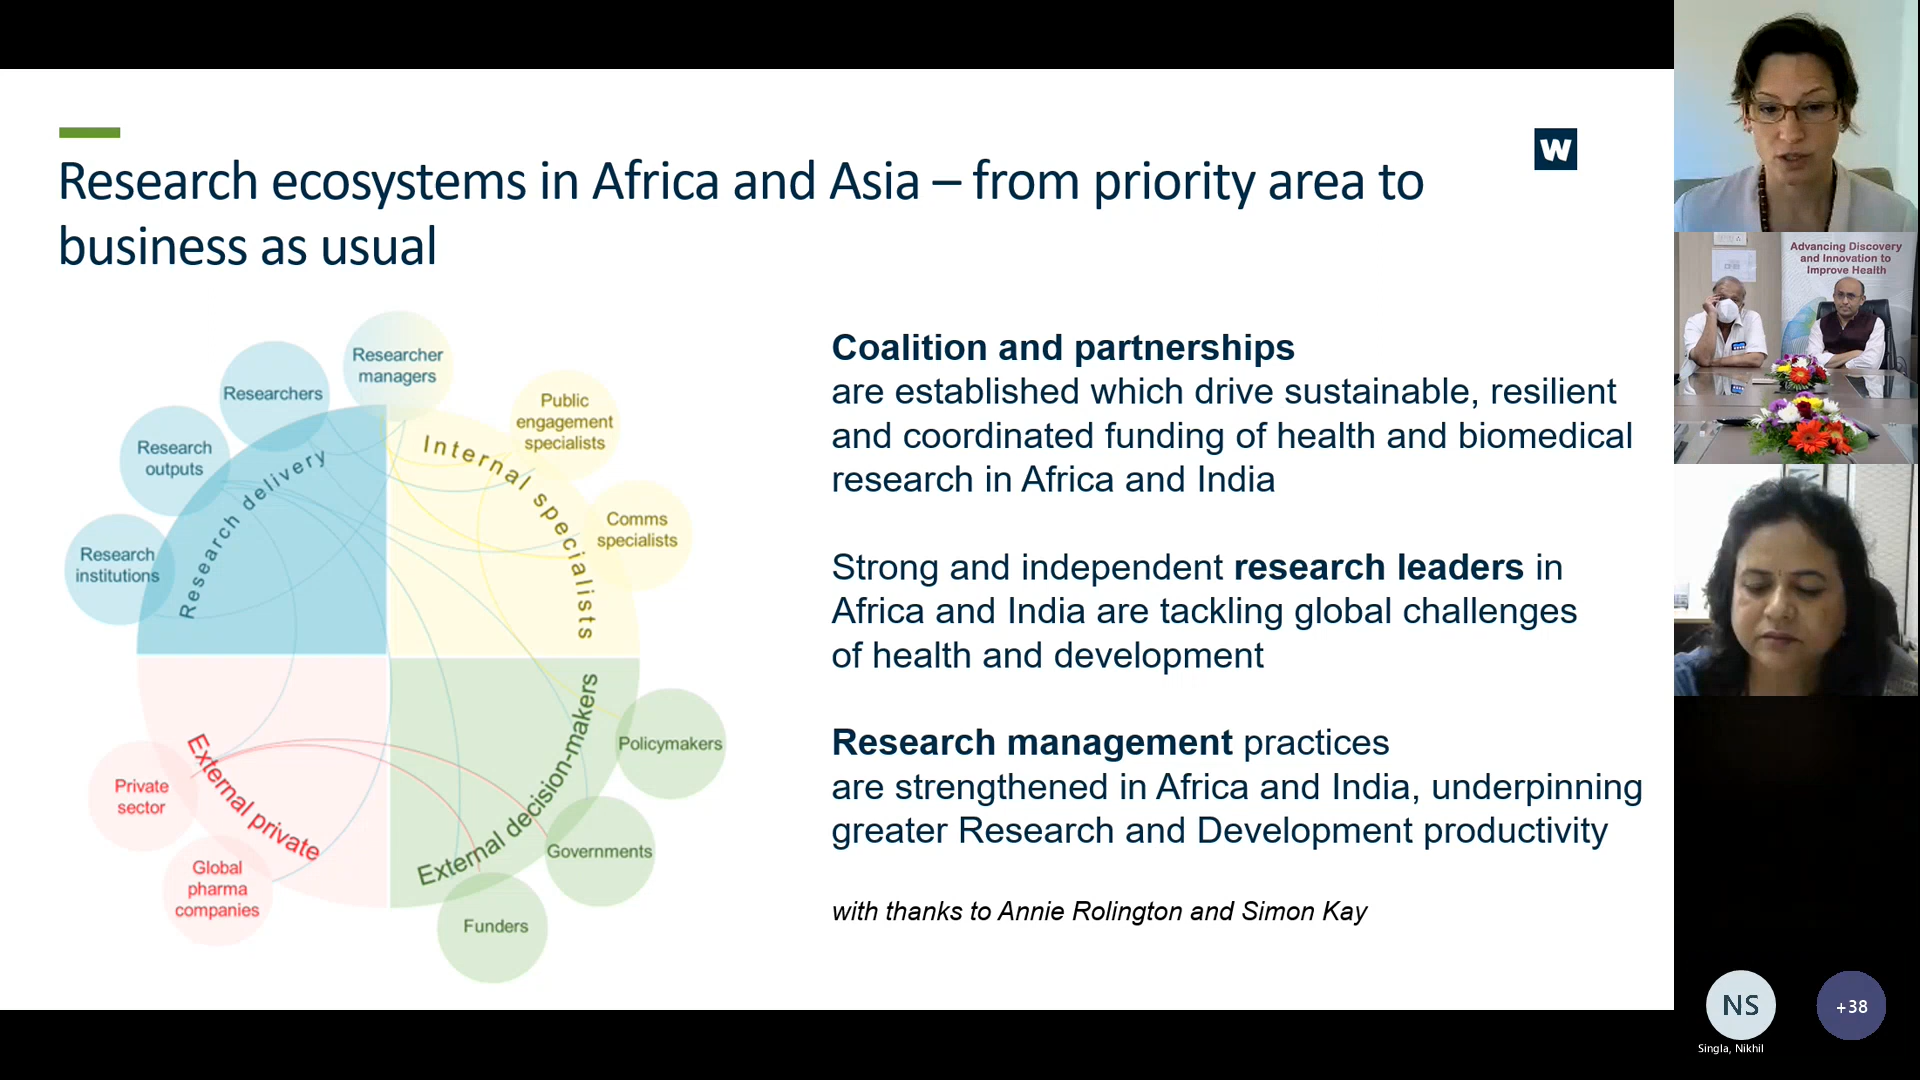 Research ecosystems in Africa and Asia – from priority area to
business as usual
W
Researcher
managers
Researchers
Public
engagement
specialists
Research
outputs
Comms
specialists
Research
institutions
Research delivery
Internal specialists
External private
External decision-makers
Policymakers
Private
sector
Governments
Global
pharma
companies
Funders
Coalition and partnerships
are established which drive sustainable, resilient
and coordinated funding of health and biomedical
research in Africa and India
Strong and independent research leaders in
Africa and India are tackling global challenges
of health and development
Research management practices
are strengthened in Africa and India, underpinning
greater Research and Development productivity
with thanks to Annie Rolington and Simon Kay
Advancing Discovery
and Innovation to
Improve Health
NS
+38
Singla, Nikhil